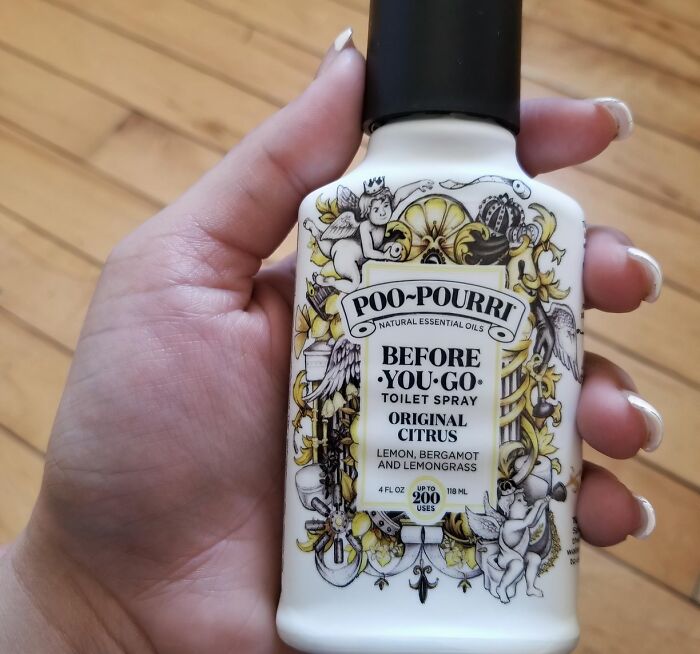 POO~POURRI
NATURAL ESSENTIAL OILS
BEFORE
·YOU·GO®
TOILET SPRAY
ORIGINAL
CITRUS
LEMON, BERGAMOT
AND LEMONGRASS
4 FL OZ UP TO 200 USES 118 ML